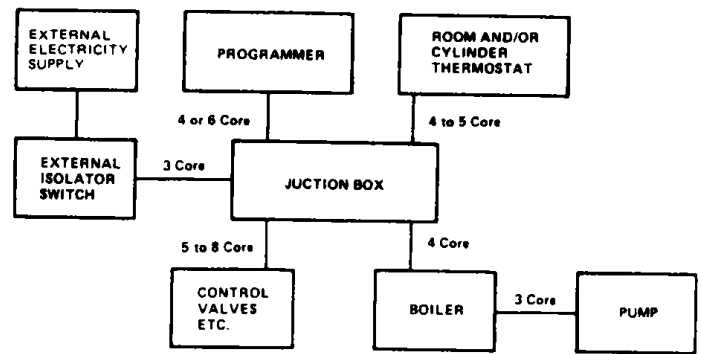 EXTERNAL
ELECTRICITY
SUPPLY
PROGRAMMER
ROOM AND/OR
CYLINDER
THERMOSTAT
4 or 6 Core
4 to 5 Core
EXTERNAL
ISOLATOR
SWITCH
3 Core
JUCTION BOX
5 to 8 Core
4 Core
CONTROL
VALVES
ETC.
BOILER
3 Core
PUMP